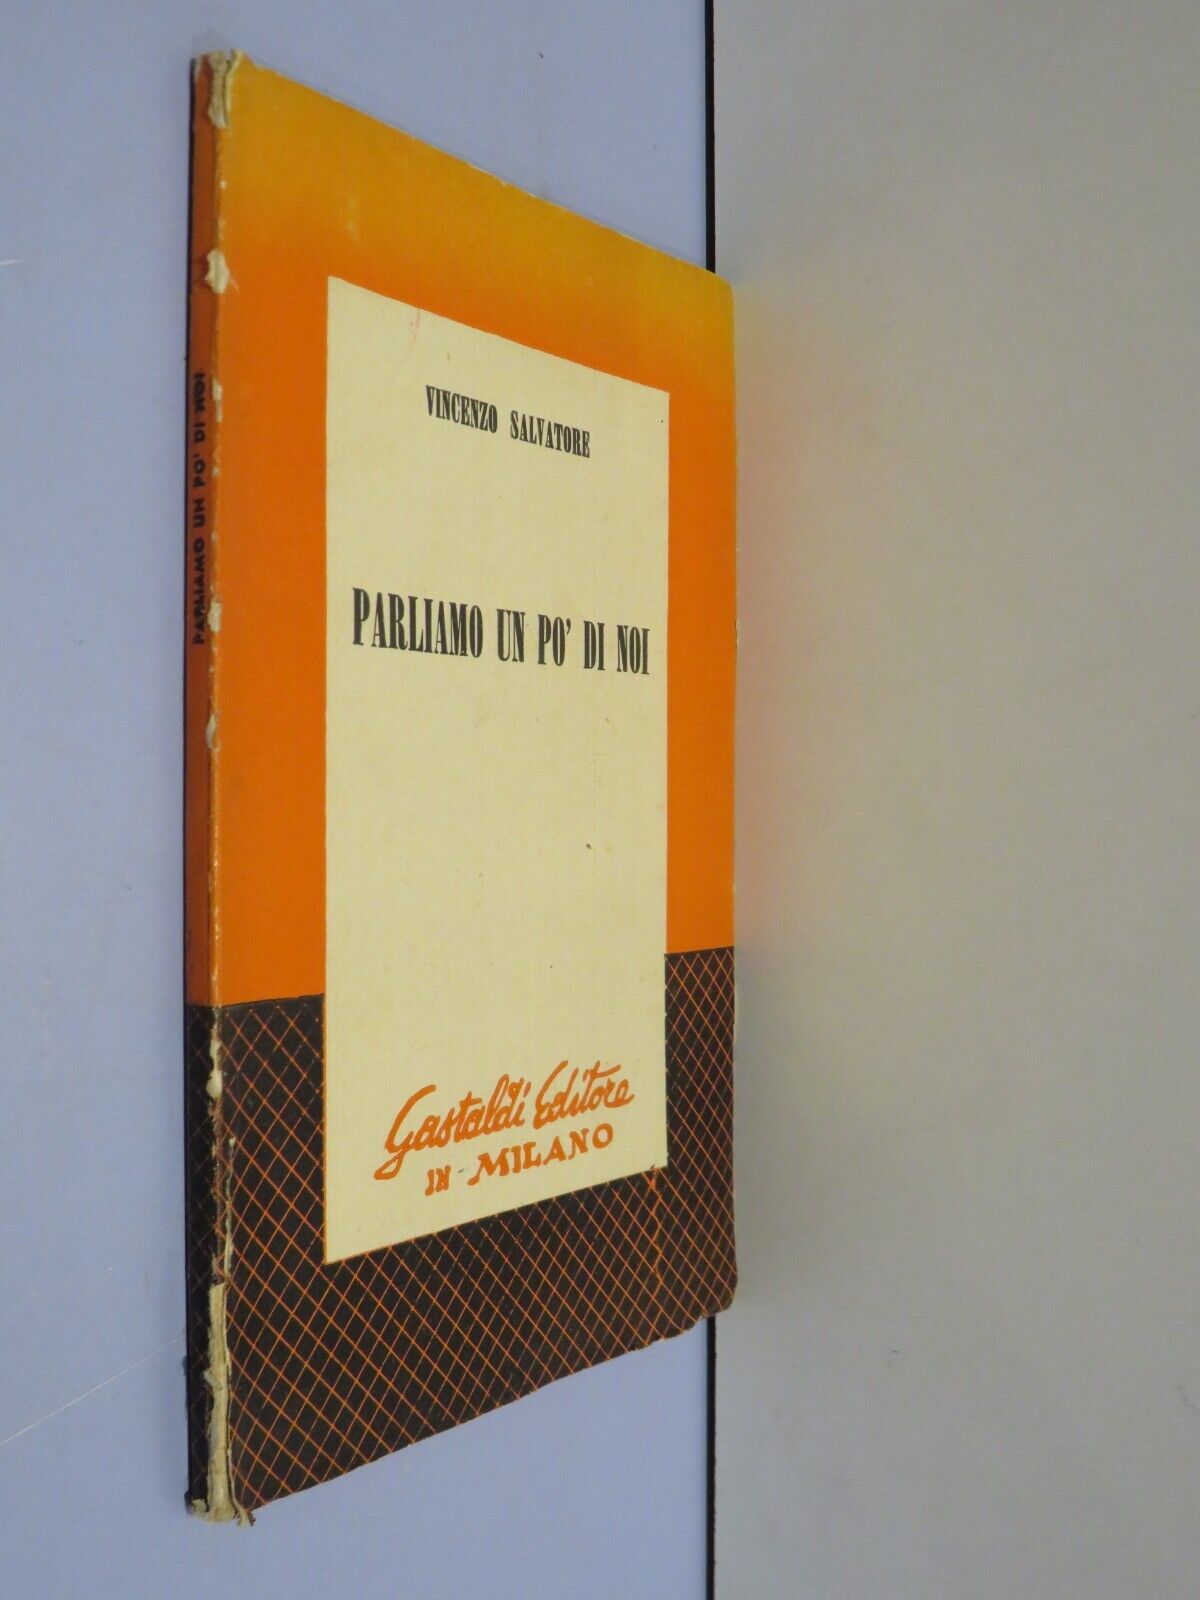 PARLIAMO UN PO' DI NOI
VINCENZO SALVATORE
PARLIAMO UN PO' DI NOI
Gastaldi Editore
IN MILANO